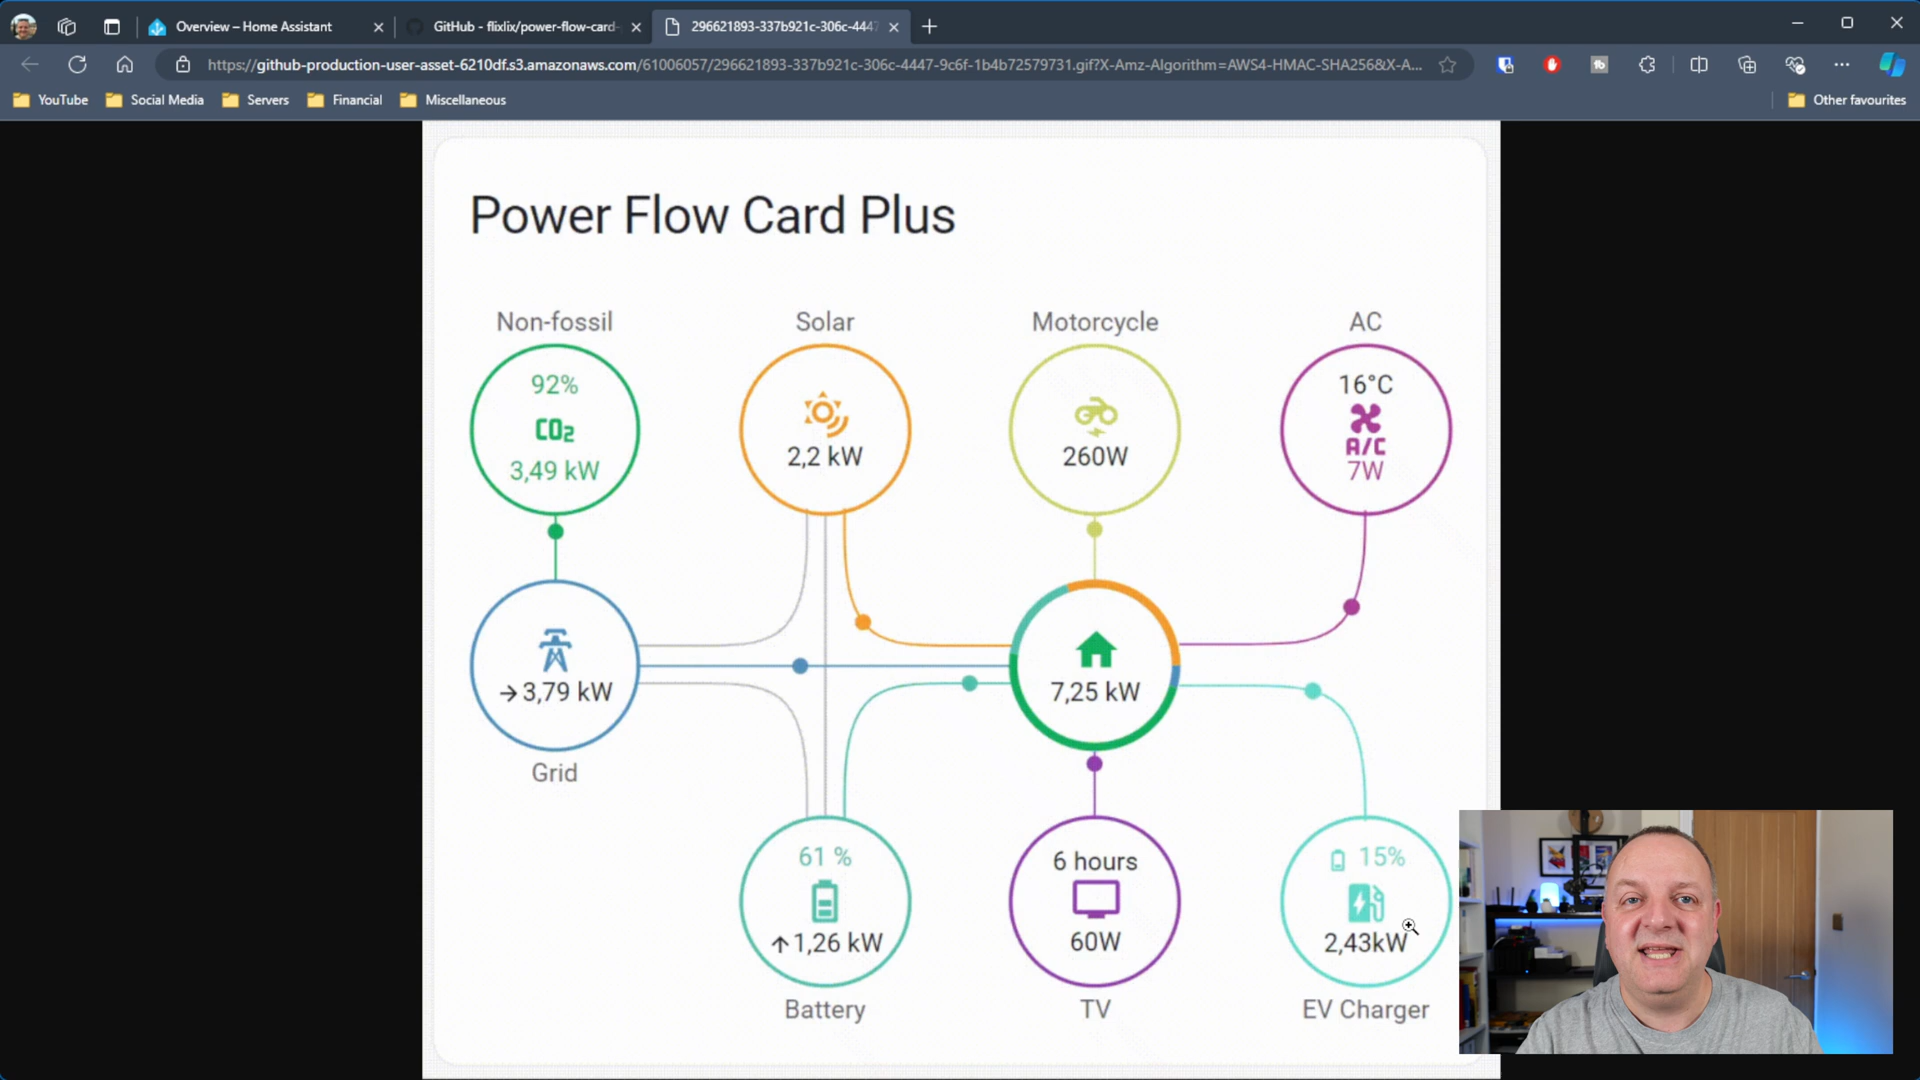 Overview – Home Assistant
GitHub - flixlix/power-flow-card-
296621893-337b921c-306c-444
https://github-production-user-asset-6210df.s3.amazonaws.com/61006057/296621893-337b921c-306c-4447-9c6f-1b4b72579731.gif?X-Amz-Algorithm=AWS4-HMAC-SHA256&X-A...
YouTube
Social Media
Servers
Financial
Miscellaneous
Other favourites
Power Flow Card Plus
Non-fossil
Solar
Motorcycle
AC
92%
CO2
3,49 kW
2,2 kW
260W
16°C
A/C
7W
→ 3,79 kW
Grid
7,25 kW
61 %
↑ 1,26 kW
Battery
6 hours
60W
TV
15%
2,43kW
EV Charger